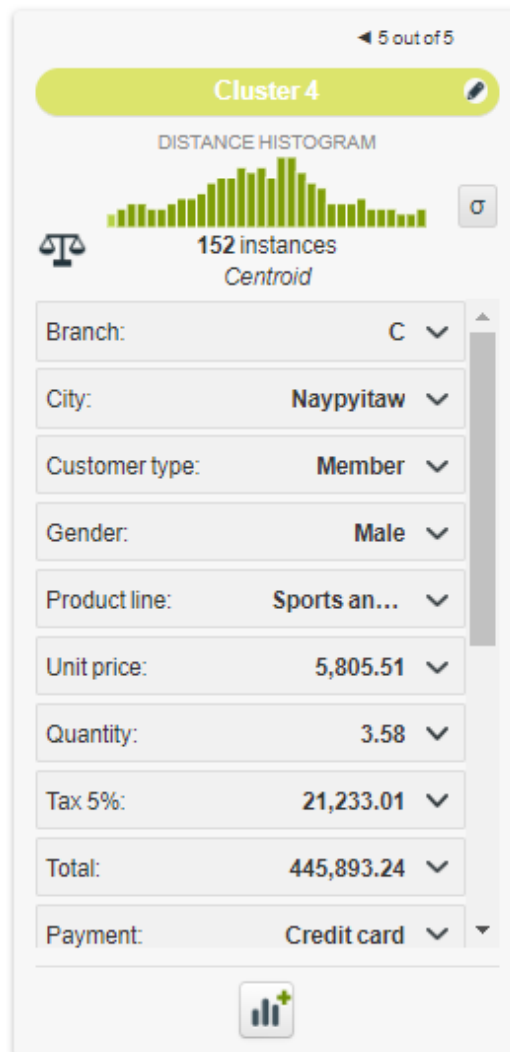 ◀ 5 out of 5
Cluster 4
DISTANCE HISTOGRAM
σ
152 instances
Centroid
Branch: C
City: Naypyitaw
Customer type: Member
Gender: Male
Product line: Sports an...
Unit price: 5,805.51
Quantity: 3.58
Tax 5%: 21,233.01
Total: 445,893.24
Payment: Credit card